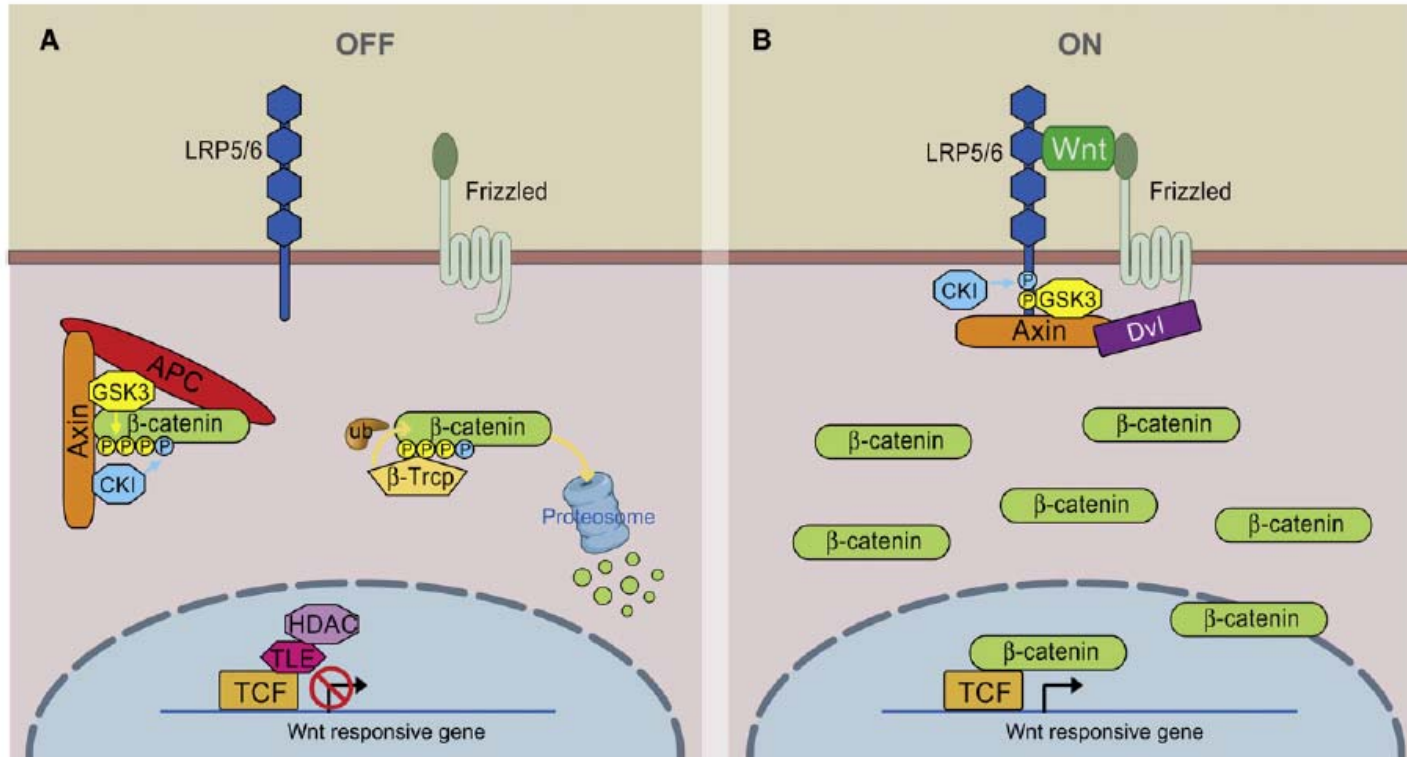 A
OFF
LRP5/6
Frizzled
APC
Axin
GSK3
β-catenin
P P P P
CKI
ub
β-catenin
P P P P
β-Trcp
Proteosome
HDAC
TLE
TCF
Wnt responsive gene
B
ON
LRP5/6
Wnt
Frizzled
CKI
P
P
GSK3
Axin
Dvl
β-catenin
β-catenin
β-catenin
β-catenin
β-catenin
β-catenin
β-catenin
TCF
Wnt responsive gene